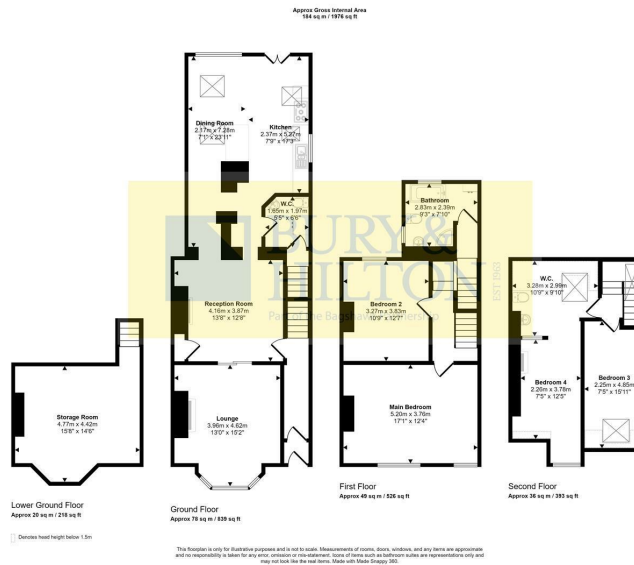 Approx Gross Internal Area
184 sq m / 1976 sq ft
Dining Room
2.17m x 7.28m
7'1" x 23'11"
Kitchen
2.37m x 5.27m
7'9" x 17'3"
W.C.
1.65m x 1.97m
5'5" x 6'6"
Bathroom
2.83m x 2.39m
9'3" x 7'10"
BURY &
HILTON
EST 1963
Part of the Bagshaws Partnership
Reception Room
4.16m x 3.87m
13'8" x 12'8"
Bedroom 2
3.27m x 3.83m
10'9" x 12'7"
W.C.
3.28m x 2.99m
10'9" x 9'10"
Storage Room
4.77m x 4.42m
15'8" x 14'6"
Lounge
3.96m x 4.62m
13'0" x 15'2"
Main Bedroom
5.20m x 3.76m
17'1" x 12'4"
Bedroom 4
2.26m x 3.78m
7'5" x 12'5"
Bedroom 3
2.25m x 4.85m
7'5" x 15'11"
Lower Ground Floor
Approx 20 sq m / 218 sq ft
Ground Floor
Approx 78 sq m / 839 sq ft
First Floor
Approx 49 sq m / 526 sq ft
Second Floor
Approx 36 sq m / 393 sq ft
Denotes head height below 1.5m
This floorplan is only for illustrative purposes and is not to scale. Measurements of rooms, doors, windows, and any items are approximate
and no responsibility is taken for any error, omission or mis-statement. Icons of items such as bathroom suites are representations only and
may not look like the real items. Made with Made Snappy 360.